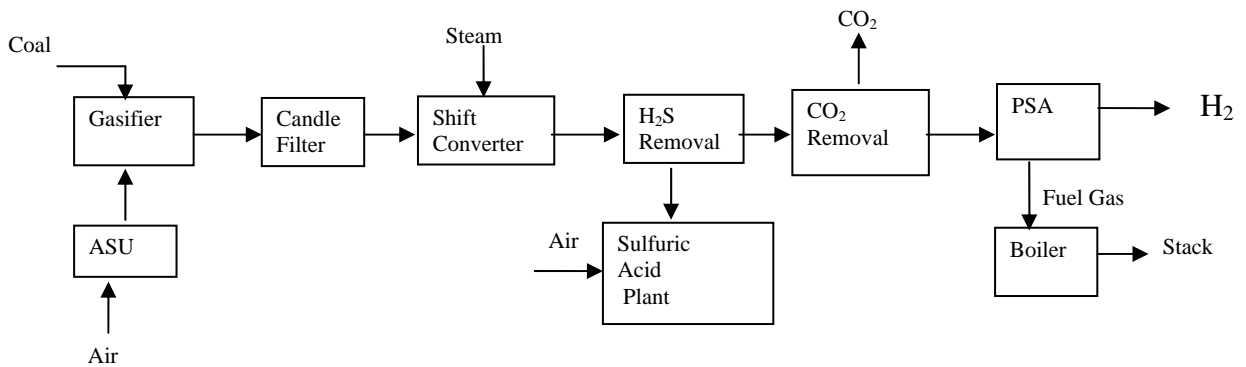 CO₂
Coal
Steam
Gasifier
Candle
Filter
Shift
Converter
H₂S
Removal
CO₂
Removal
PSA
H₂
Fuel Gas
ASU
Air
Sulfuric
Acid
Plant
Boiler
Stack
Air